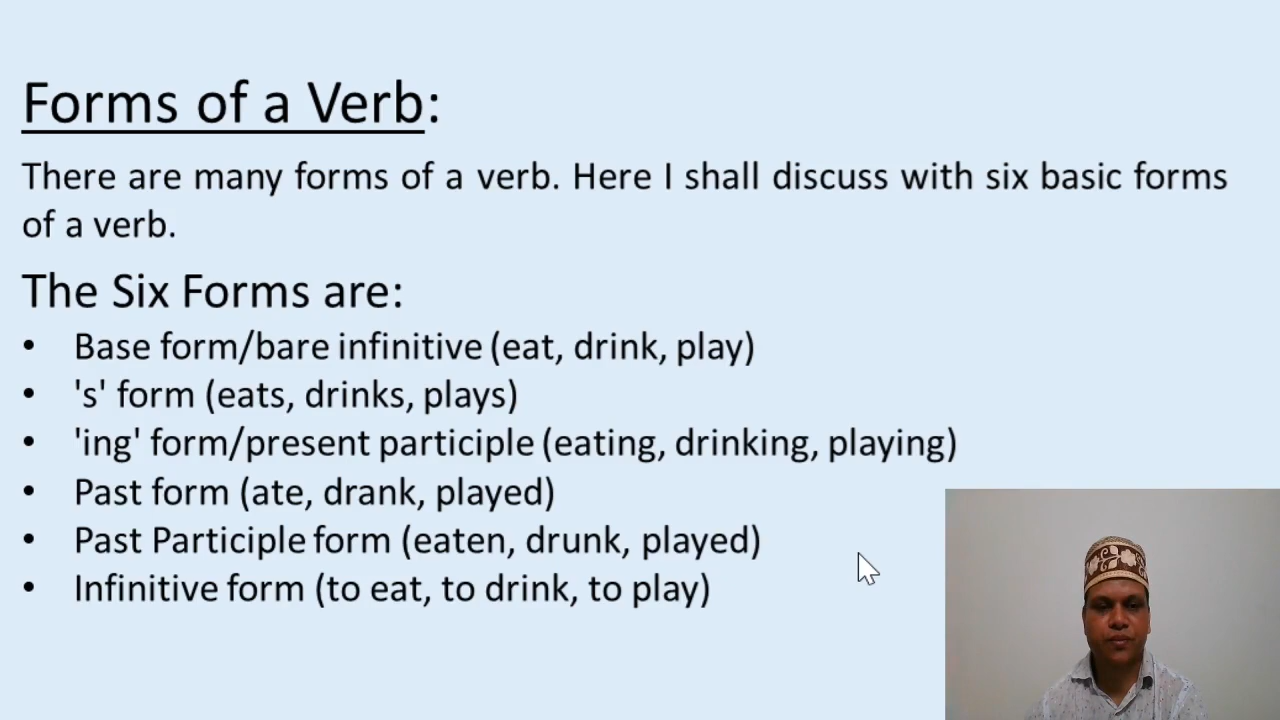 Forms of a Verb:
There are many forms of a verb. Here I shall discuss with six basic forms
of a verb.
The Six Forms are:
• Base form/bare infinitive (eat, drink, play)
• 's' form (eats, drinks, plays)
• 'ing' form/present participle (eating, drinking, playing)
• Past form (ate, drank, played)
• Past Participle form (eaten, drunk, played)
• Infinitive form (to eat, to drink, to play)